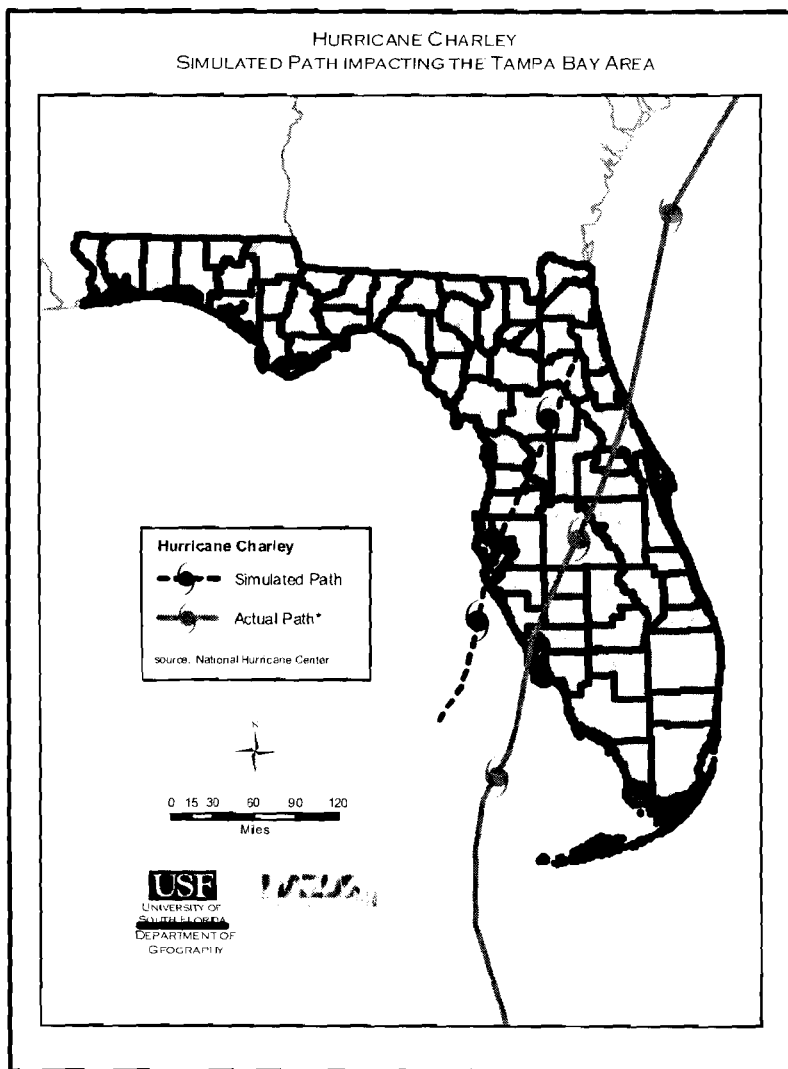 HURRICANE CHARLEY
SIMULATED PATH IMPACTING THE TAMPA BAY AREA
Hurricane Charley
Simulated Path
Actual Path*
source. National Hurricane Center
N
0 15 30 60 90 120
Miles
USF
UNIVERSITY OF
SOUTH FLORIDA
DEPARTMENT OF
GEOGRAPHY